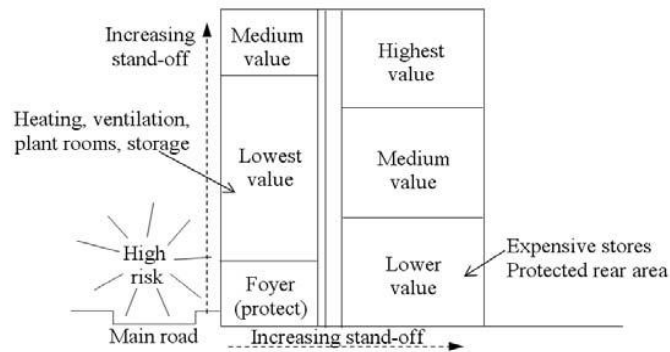 Increasing
stand-off
Medium
value
Highest
value
Heating, ventilation,
plant rooms, storage
Lowest
value
Medium
value
High
risk
Expensive stores
Protected rear area
Lower
value
Foyer
(protect)
Main road
Increasing stand-off